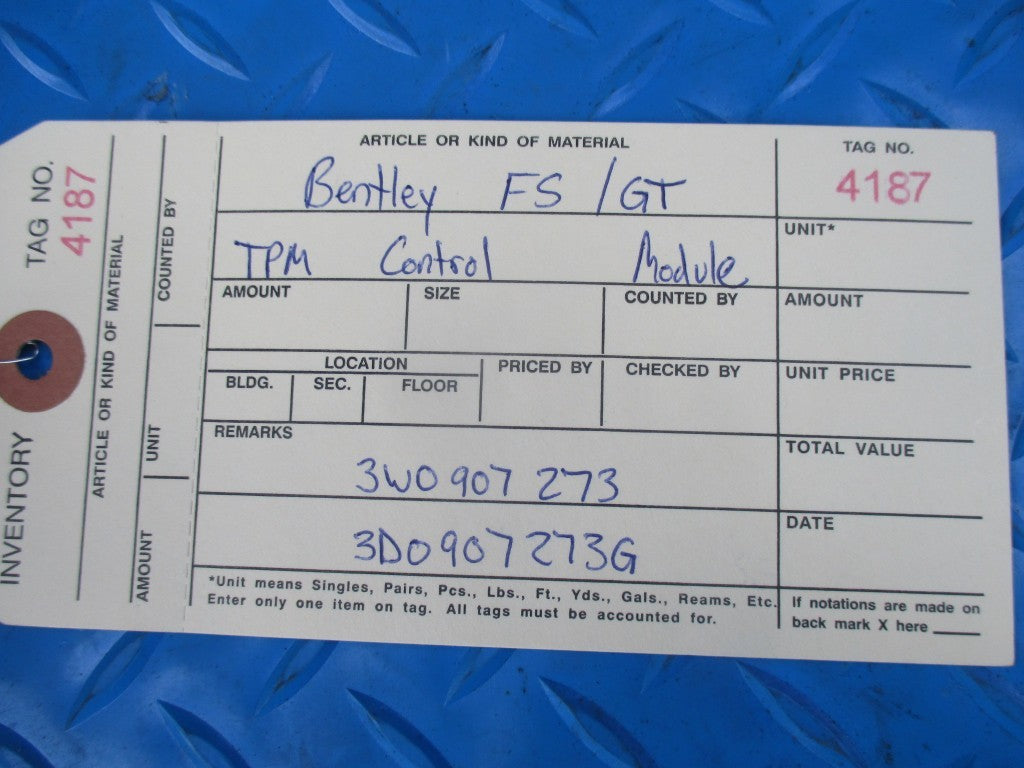 INVENTORY
TAG NO.
4187
ARTICLE OR KIND OF MATERIAL
COUNTED BY
UNIT
AMOUNT
ARTICLE OR KIND OF MATERIAL
Bentley FS / GT
TPM Control Module
TAG NO.
4187
UNIT*
AMOUNT
SIZE
COUNTED BY
AMOUNT
LOCATION
BLDG.
SEC.
FLOOR
PRICED BY
CHECKED BY
UNIT PRICE
REMARKS
3W0 907 273
3D0907273G
TOTAL VALUE
DATE
*Unit means Singles, Pairs, Pcs., Lbs., Ft., Yds., Gals., Reams, Etc.
Enter only one item on tag. All tags must be accounted for.
If notations are made on
back mark X here